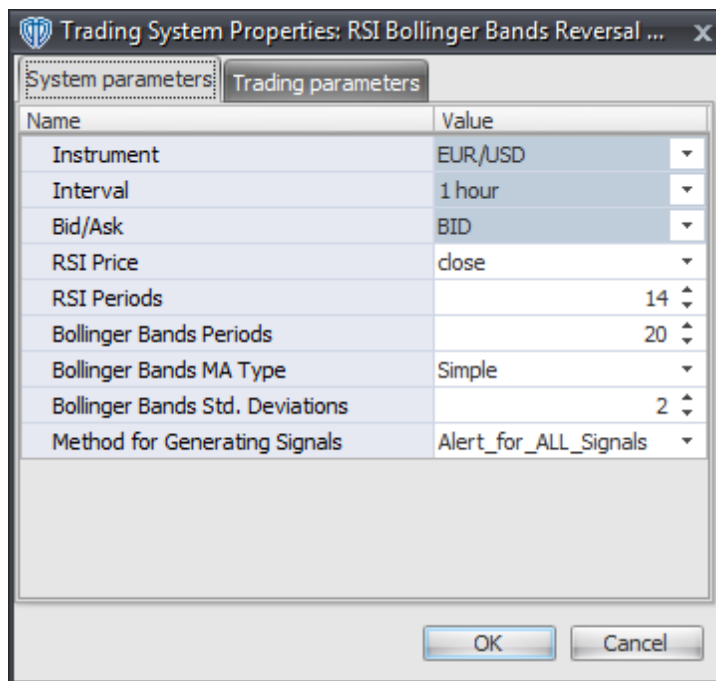 Trading System Properties: RSI Bollinger Bands Reversal ... x
System parameters Trading parameters
Name Value
Instrument EUR/USD
Interval 1 hour
Bid/Ask BID
RSI Price close
RSI Periods 14
Bollinger Bands Periods 20
Bollinger Bands MA Type Simple
Bollinger Bands Std. Deviations 2
Method for Generating Signals Alert_for_ALL_Signals
OK Cancel